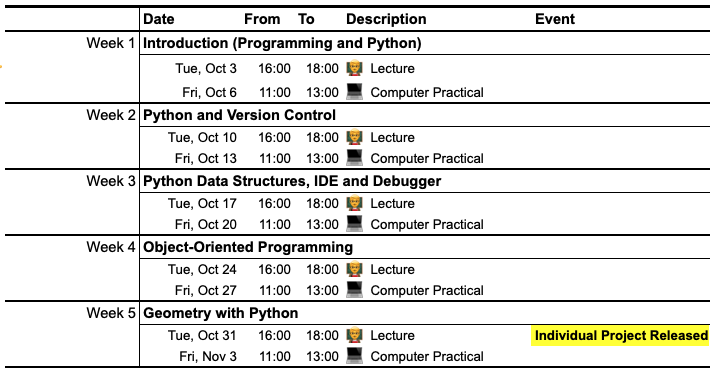 Date From To Description Event
Week 1 Introduction (Programming and Python)
Tue, Oct 3 16:00 18:00 Lecture
Fri, Oct 6 11:00 13:00 Computer Practical
Week 2 Python and Version Control
Tue, Oct 10 16:00 18:00 Lecture
Fri, Oct 13 11:00 13:00 Computer Practical
Week 3 Python Data Structures, IDE and Debugger
Tue, Oct 17 16:00 18:00 Lecture
Fri, Oct 20 11:00 13:00 Computer Practical
Week 4 Object-Oriented Programming
Tue, Oct 24 16:00 18:00 Lecture
Fri, Oct 27 11:00 13:00 Computer Practical
Week 5 Geometry with Python
Tue, Oct 31 16:00 18:00 Lecture Individual Project Released
Fri, Nov 3 11:00 13:00 Computer Practical